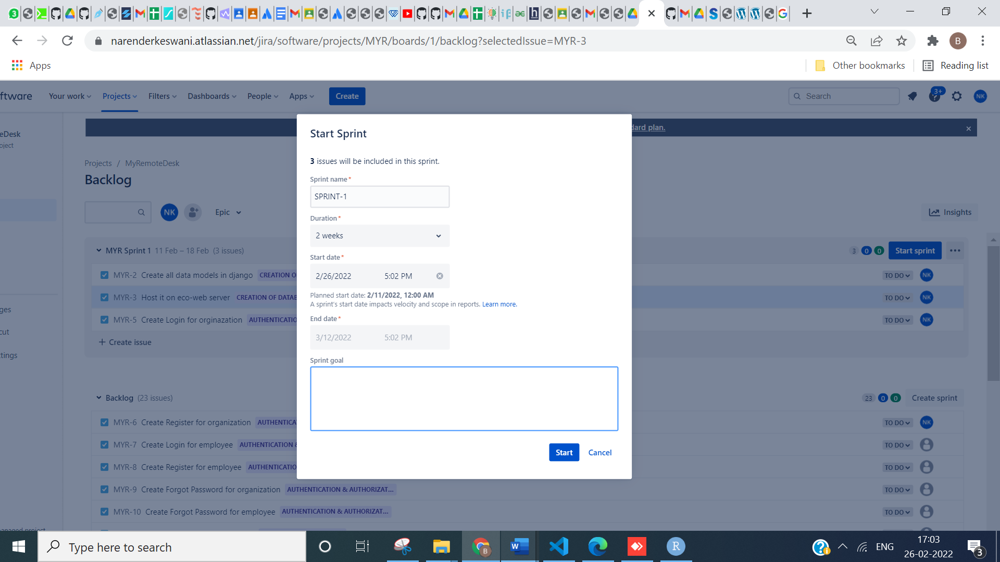 narenderkeswani.atlassian.net/jira/software/projects/MYR/boards/1/backlog?selectedIssue=MYR-3
B
Apps
Other bookmarks
Reading list
ftware
Your work
Projects
Filters
Dashboards
People
Apps
Create
Search
3+
NK
eDesk
oject
dard plan.
Projects / MyRemoteDesk
Backlog
NK
Epic
Insights
MYR Sprint 1 11 Feb – 18 Feb (3 issues)
3 0 0
Start sprint
MYR-2 Create all data models in django CREATION O
TO DO NK
MYR-3 Host it on eco-web server CREATION OF DATAB
TO DO NK
MYR-5 Create Login for orginazation AUTHENTICATIO
TO DO NK
+ Create issue
ges
cut
ttings
Start Sprint
3 issues will be included in this sprint.
Sprint name*
SPRINT-1
Duration*
2 weeks
Start date*
2/26/2022 5:02 PM
Planned start date: 2/11/2022, 12:00 AM
A sprint's start date impacts velocity and scope in reports. Learn more.
End date*
3/12/2022 5:02 PM
Sprint goal
Start
Cancel
Backlog (23 issues)
23 0 0
Create sprint
MYR-6 Create Register for organization AUTHENTICA
TO DO NK
MYR-7 Create Login for employee AUTHENTICATION &
TO DO
MYR-8 Create Register for employee AUTHENTICATIO
TO DO
MYR-9 Create Forgot Password for organization AUTHENTICATION & AUTHORIZAT...
TO DO
MYR-10 Create Forgot Password for employee AUTHENTICATION & AUTHORIZAT...
TO DO
anaged project
Type here to search
ENG
17:03
26-02-2022
3